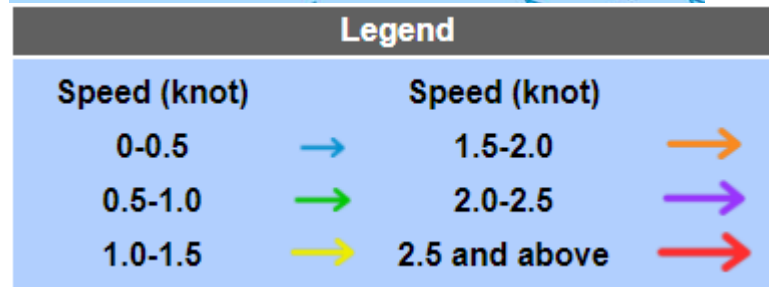 Legend
Speed (knot) Speed (knot)
0-0.5 1.5-2.0
0.5-1.0 2.0-2.5
1.0-1.5 2.5 and above